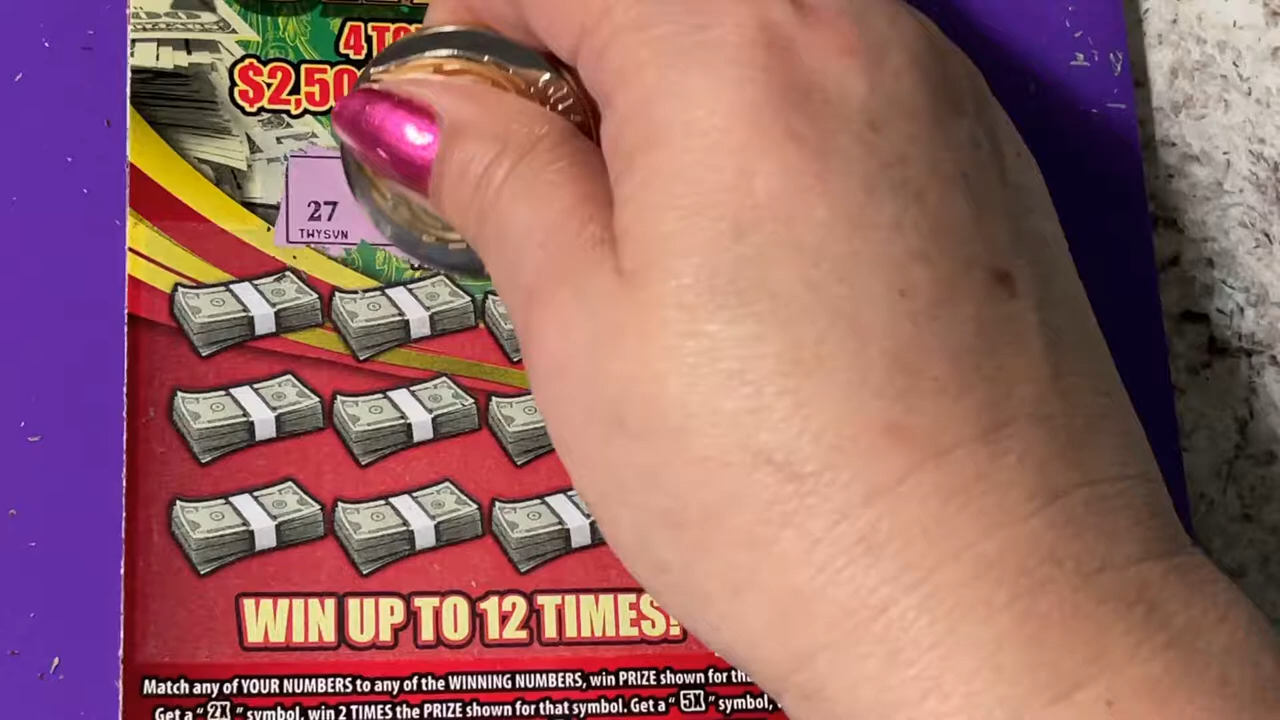 $2,50
27
TWYSVN
WIN UP TO 12 TIMES!
Match any of YOUR NUMBERS to any of the WINNING NUMBERS, win PRIZE shown for
Get a "2X" symbol, win 2 TIMES the PRIZE shown for that symbol. Get a "5X" symbol,